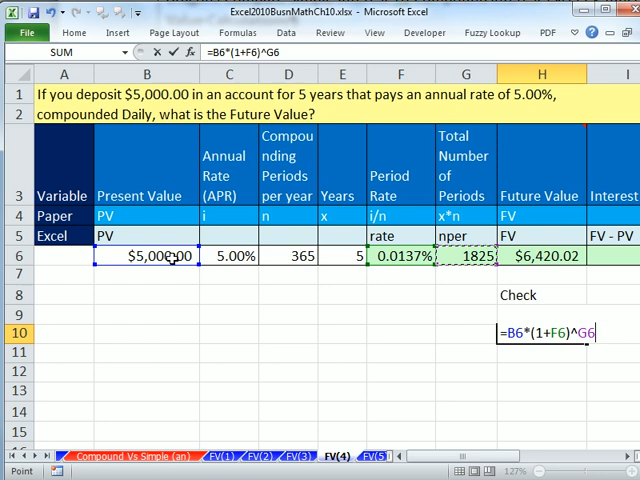 Excel2010BusnMathCh10.xlsx - Microsoft Excel
File Home Insert Page Layout Formulas Data Review View Developer Fuzzy Lookup PDF
SUM =B6*(1+F6)^G6
A B C D E F G H I
1 If you deposit $5,000.00 in an account for 5 years that pays an annual rate of 5.00%,
2 compounded Daily, what is the Future Value?
3 Variable Present Value Annual Rate (APR) Compou nding Periods per year Years Period Rate Total Number of Periods Future Value Interest
4 Paper PV i n x i/n x*n FV
5 Excel PV rate nper FV FV - PV
6 $5,000.00 5.00% 365 5 0.0137% 1825 $6,420.02
7
8 Check
9
10 =B6*(1+F6)^G6
11
12
13
14
15
Compound Vs Simple (an) FV(1) FV(2) FV(3) FV(4) FV(5
Point 127%